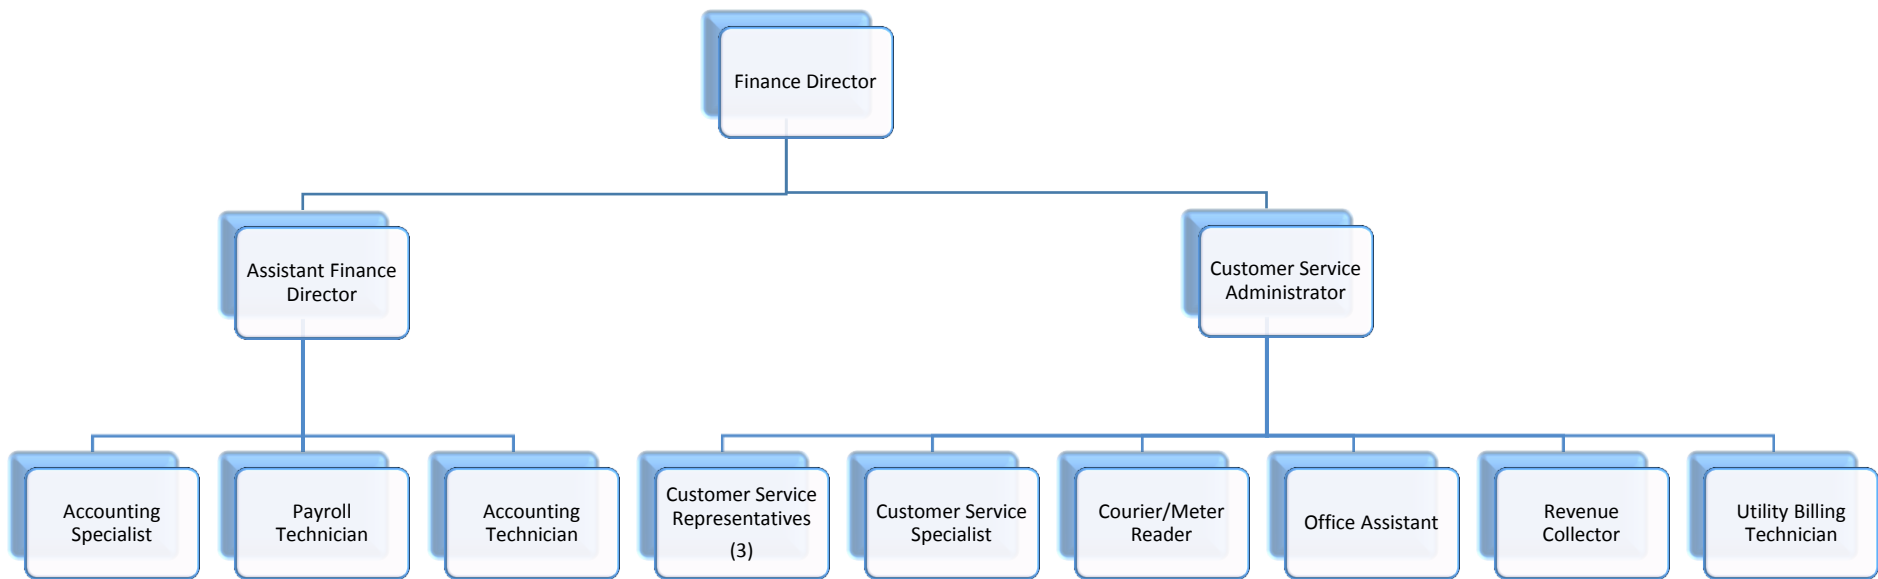 Finance Director
Assistant Finance
Director
Customer Service
Administrator
Accounting
Specialist
Payroll
Technician
Accounting
Technician
Customer Service
Representatives
(3)
Customer Service
Specialist
Courier/Meter
Reader
Office Assistant
Revenue
Collector
Utility Billing
Technician